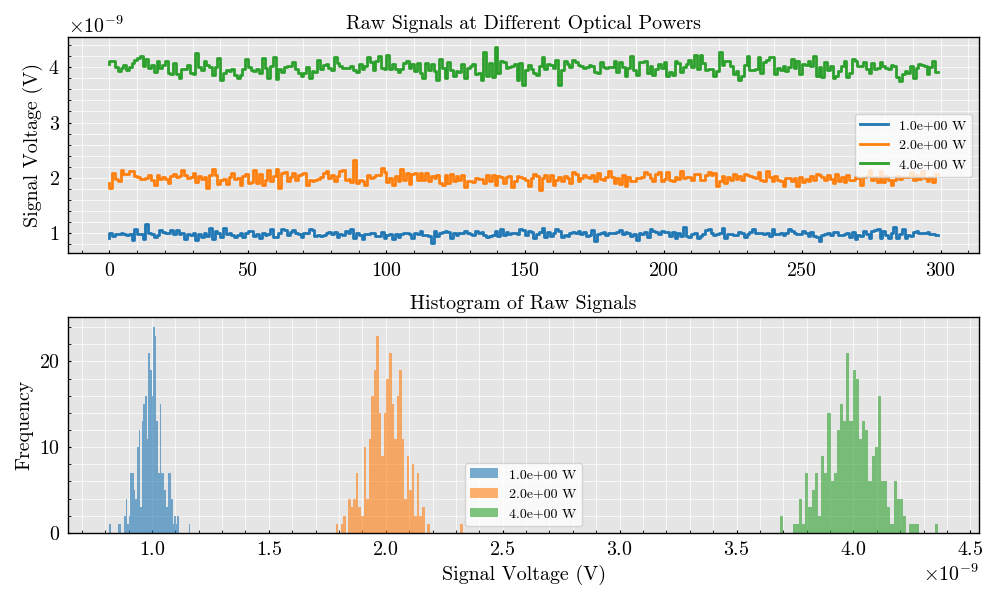 Raw Signals at Different Optical Powers
×10⁻⁹
Signal Voltage (V)
4
3
2
1
1.0e+00 W
2.0e+00 W
4.0e+00 W
0 50 100 150 200 250 300
Histogram of Raw Signals
Frequency
20
10
0
1.0e+00 W
2.0e+00 W
4.0e+00 W
1.0 1.5 2.0 2.5 3.0 3.5 4.0 4.5
Signal Voltage (V)
×10⁻⁹